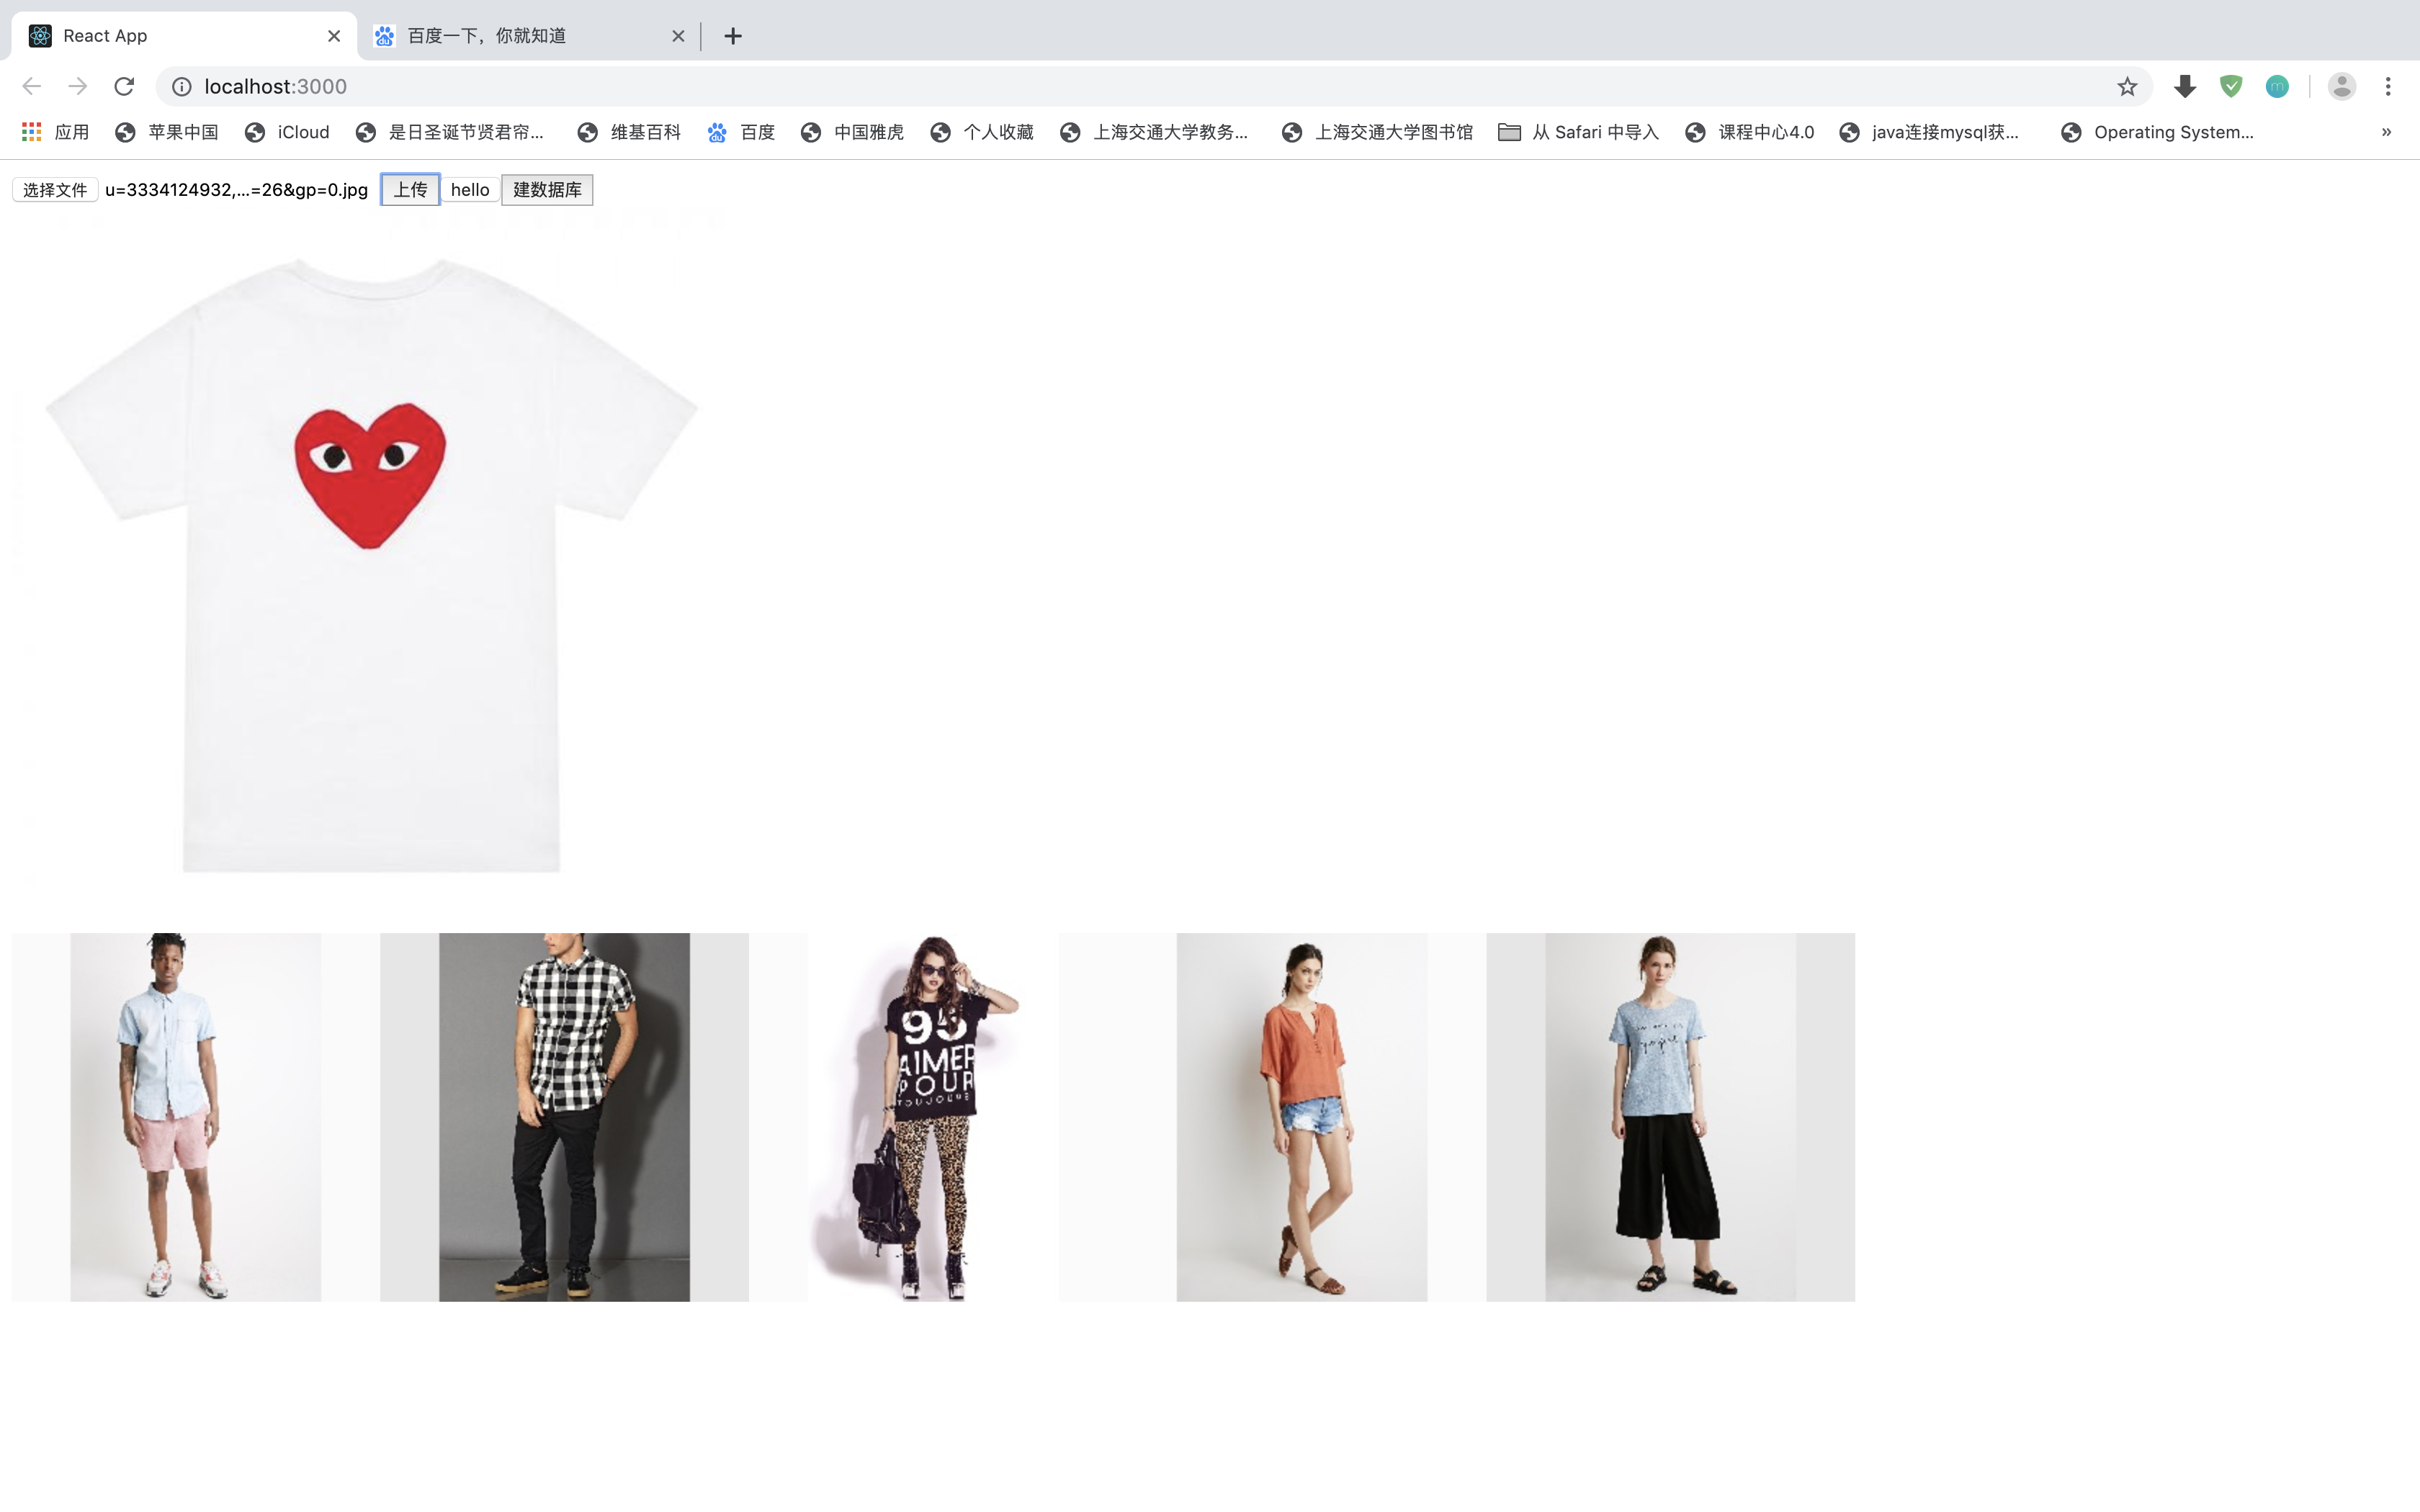 React App
百度一下，你就知道
localhost:3000
应用 苹果中国 iCloud 是日圣诞节贤君帘... 维基百科 百度 中国雅虎 个人收藏 上海交通大学教务... 上海交通大学图书馆 从 Safari 中导入 课程中心4.0 java连接mysql获... Operating System...
选择文件 u=3334124932,...=26&gp=0.jpg 上传 hello 建数据库
95
AIMER
POUR
TOUJOURS